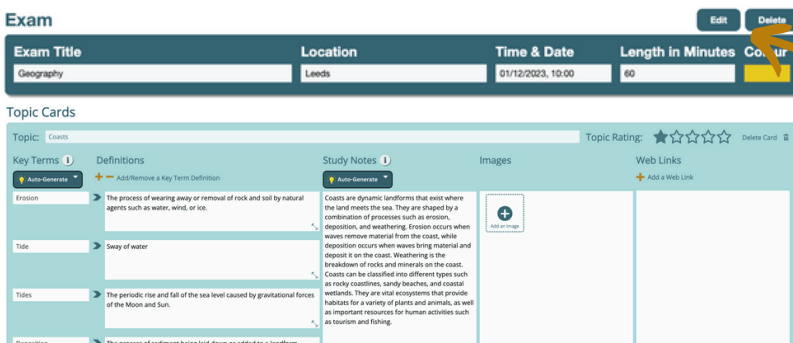 Exam
Edit
Delete
Exam Title
Location
Time & Date
Length in Minutes
Geography
Leeds
01/12/2023, 10:00
60
Topic Cards
Topic: Coasts
Topic Rating:
Delete Card
Key Terms i
Definitions
Study Notes i
Images
Web Links
Auto-Generate
Add/Remove a Key Term Definition
Auto-Generate
Add a Web Link
Erosion
The process of wearing away or removal of rock and soil by natural
agents such as water, wind, or ice.
Tide
Sway of water
Tides
The periodic rise and fall of the sea level caused by gravitational forces
of the Moon and Sun.
Coasts are dynamic landforms that exist where
the land meets the sea. They are shaped by a
combination of processes such as erosion,
deposition, and weathering. Erosion occurs when
waves remove material from the coast, while
deposition occurs when waves bring material and
deposit it on the coast. Weathering is the
breakdown of rocks and minerals on the coast.
Coasts can be classified into different types such
as rocky coastlines, sandy beaches, and coastal
wetlands. They are vital ecosystems that provide
habitats for a variety of plants and animals, as well
as important resources for human activities such
as tourism and fishing.
Add an Image